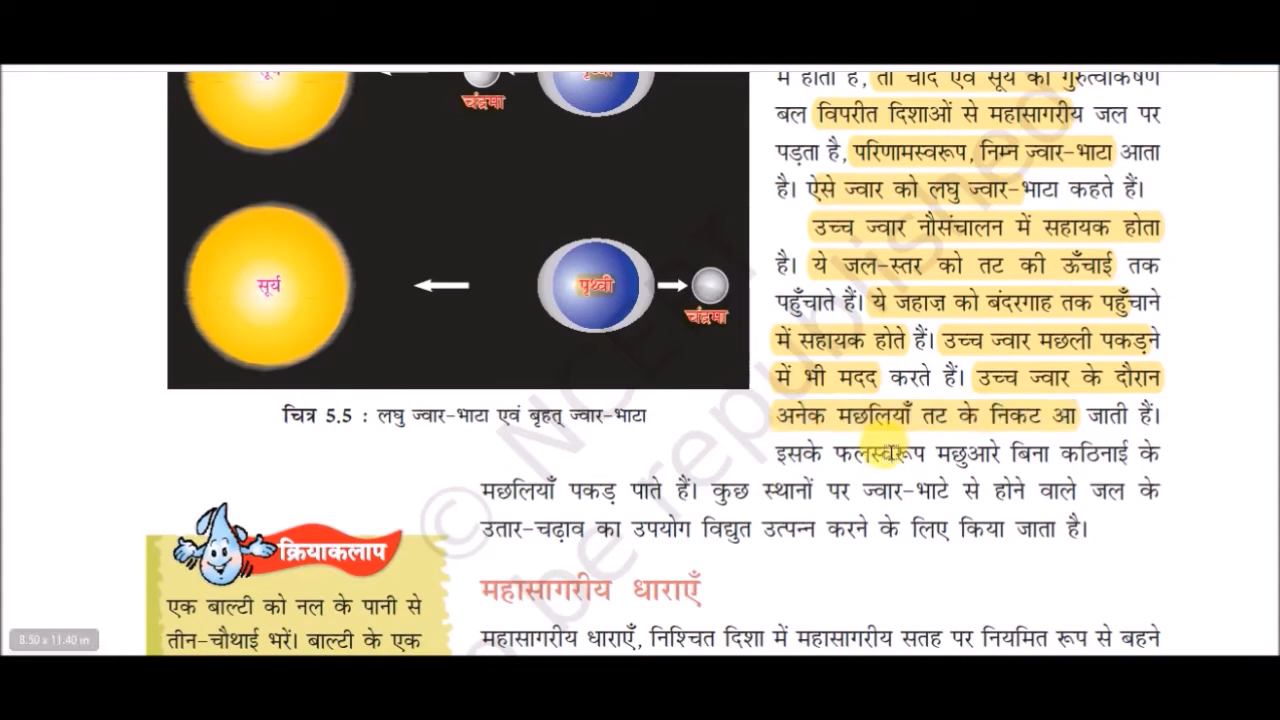 सूर्य
चंद्रमा
पृथ्वी
सूर्य
पृथ्वी
चंद्रमा
चित्र 5.5 : लघु ज्वार-भाटा एवं बृहत् ज्वार-भाटा
में होता है, तो चाँद एवं सूर्य का गुरुत्वाकर्षण
बल विपरीत दिशाओं से महासागरीय जल पर
पड़ता है, परिणामस्वरूप, निम्न ज्वार-भाटा आता
है। ऐसे ज्वार को लघु ज्वार-भाटा कहते हैं।
उच्च ज्वार नौसंचालन में सहायक होता
है। ये जल-स्तर को तट की ऊँचाई तक
पहुँचाते हैं। ये जहाज़ को बंदरगाह तक पहुँचाने
में सहायक होते हैं। उच्च ज्वार मछली पकड़ने
में भी मदद करते हैं। उच्च ज्वार के दौरान
अनेक मछलियाँ तट के निकट आ जाती हैं।
इसके फलस्वरूप मछुआरे बिना कठिनाई के
मछलियाँ पकड़ पाते हैं। कुछ स्थानों पर ज्वार-भाटे से होने वाले जल के
उतार-चढ़ाव का उपयोग विद्युत उत्पन्न करने के लिए किया जाता है।
महासागरीय धाराएँ
महासागरीय धाराएँ, निश्चित दिशा में महासागरीय सतह पर नियमित रूप से बहने
क्रियाकलाप
एक बाल्टी को नल के पानी से
तीन-चौथाई भरें। बाल्टी के एक
8.50 x 11.40 in
© NCERT
be republished